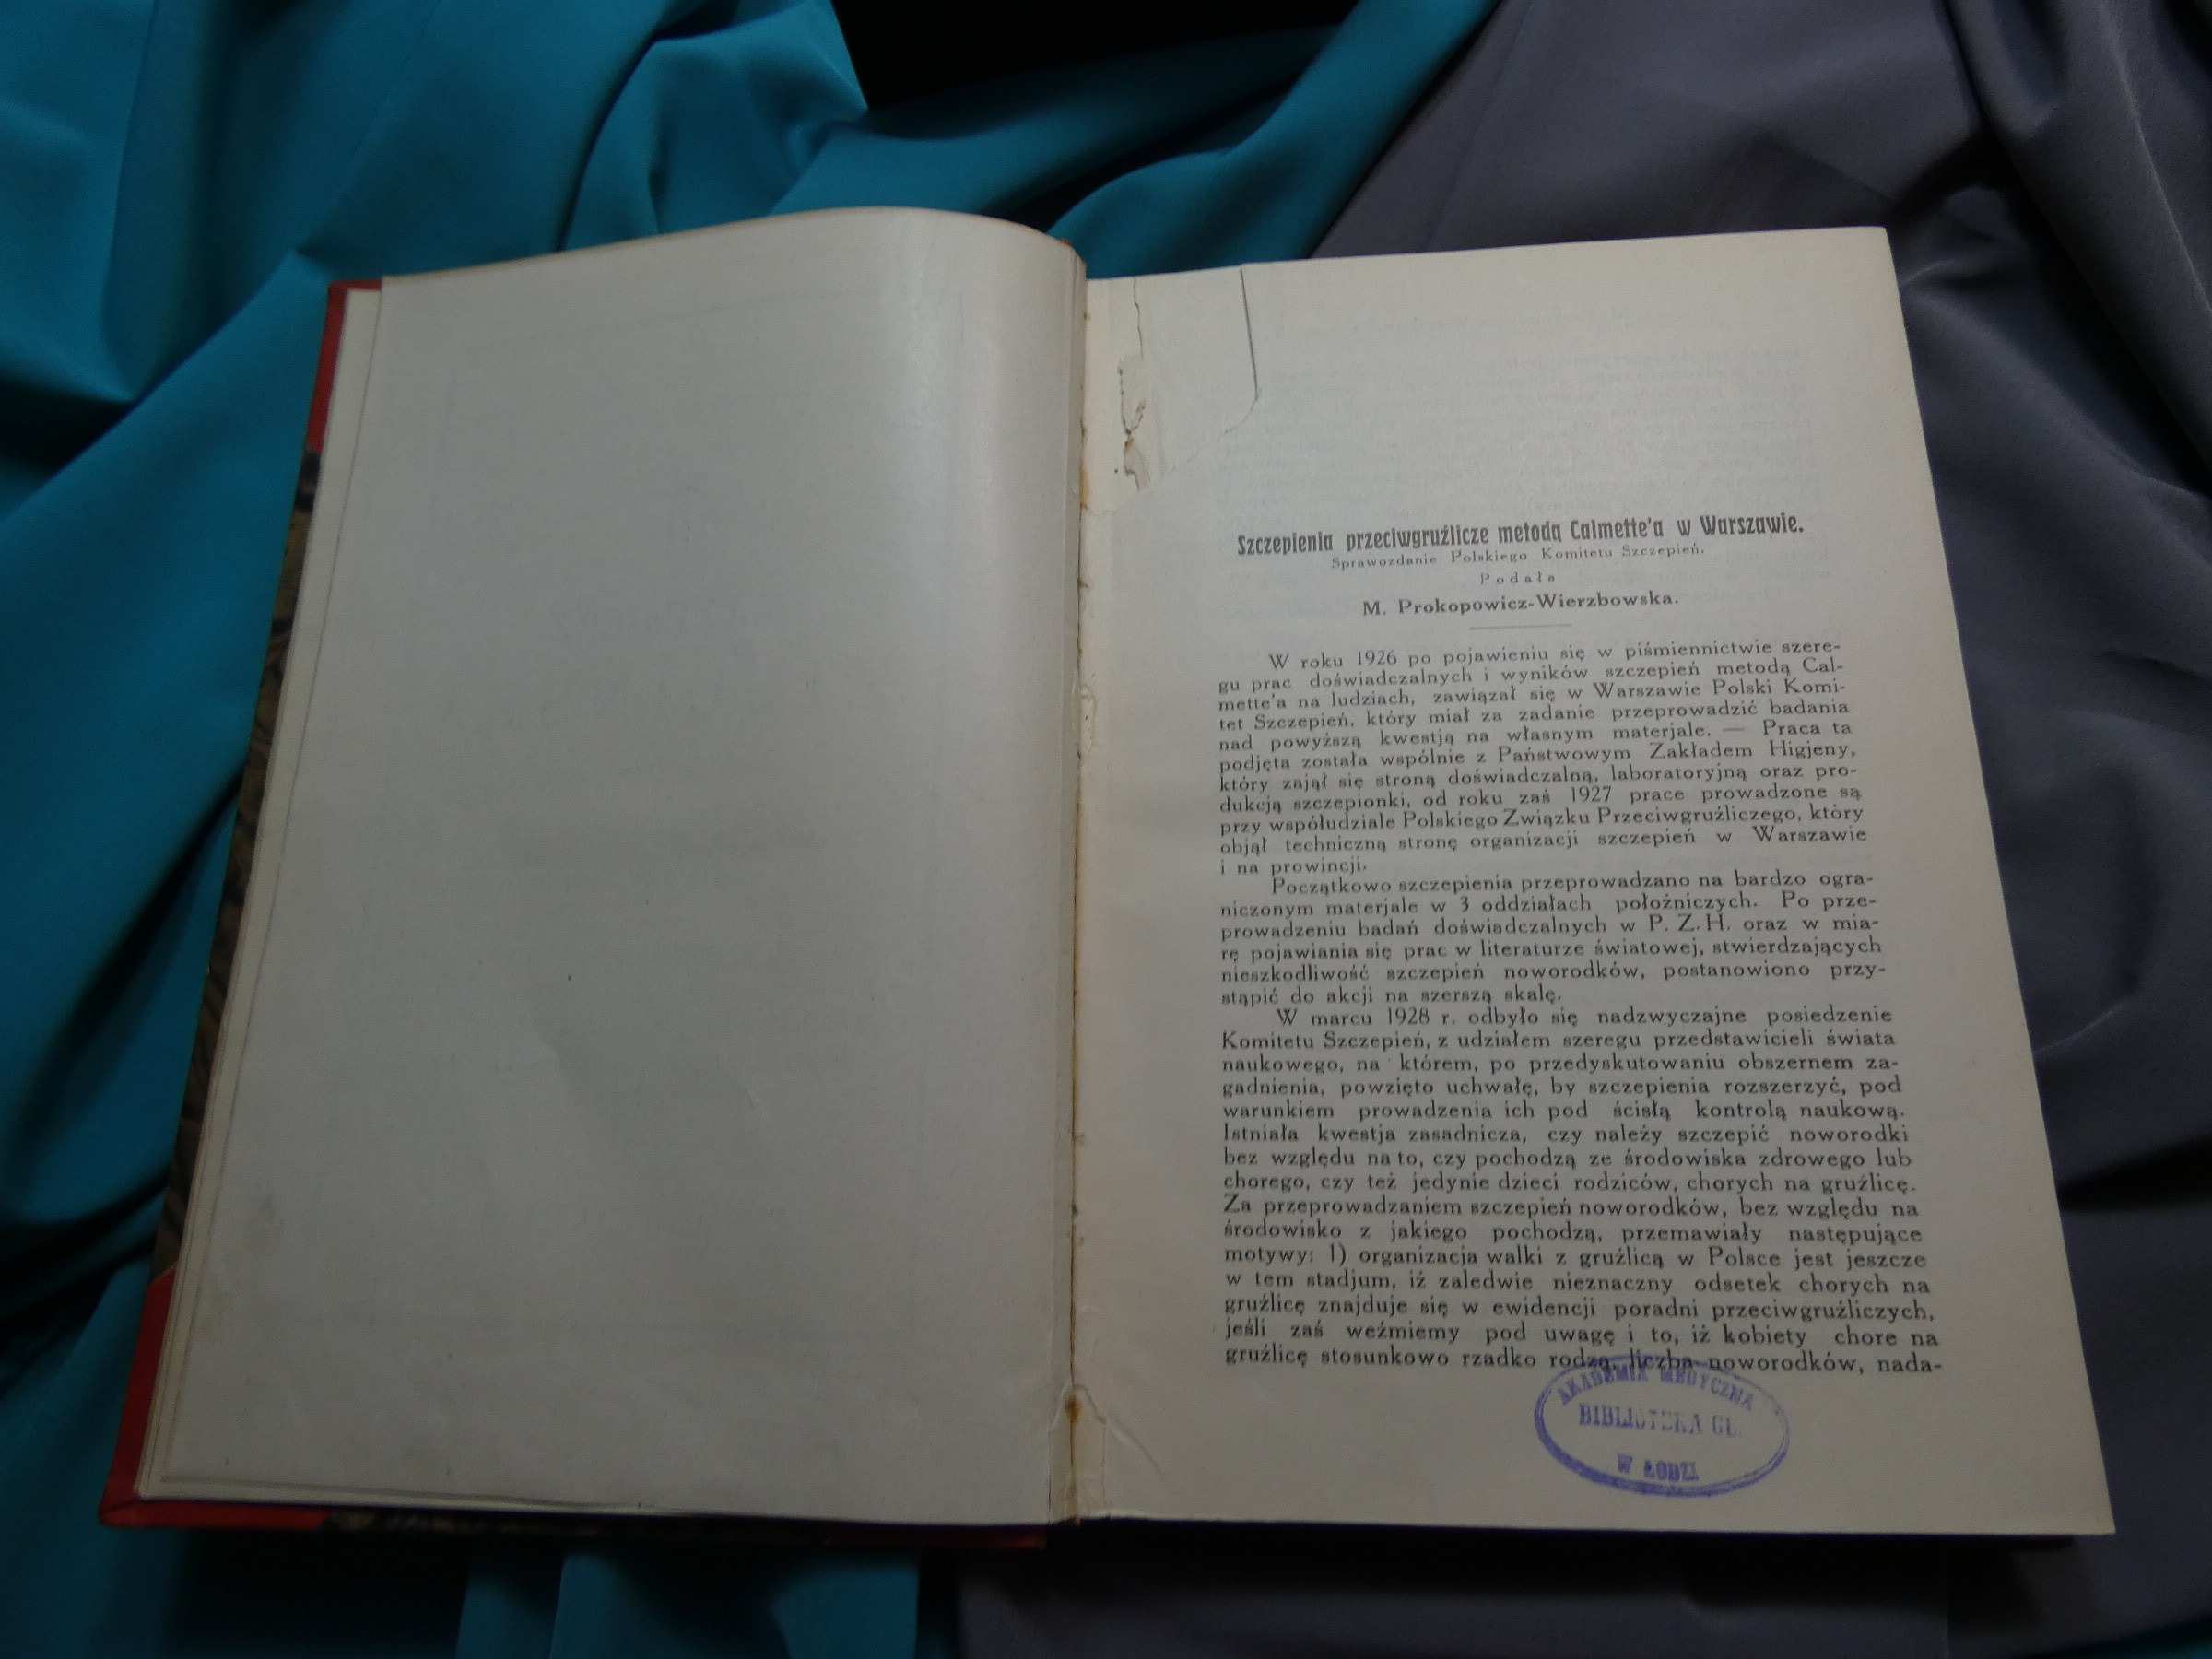 Szczepienia przeciwgruźlicze metodą Calmette'a w Warszawie.
Sprawozdanie Polskiego Komitetu Szczepień.
Podała
M. Prokopowicz-Wierzbowska.
W roku 1926 po pojawieniu się w piśmiennictwie szere-
gu prac doświadczalnych i wyników szczepień metodą Cal-
mette'a na ludziach, zawiązał się w Warszawie Polski Komi-
tet Szczepień, który miał za zadanie przeprowadzić badania
nad powyższą kwestją na własnym materjale. — Praca ta
podjęta została wspólnie z Państwowym Zakładem Higjeny,
który zajął się stroną doświadczalną, laboratoryjną oraz pro-
dukcją szczepionki, od roku zaś 1927 prace prowadzone są
przy współudziale Polskiego Związku Przeciwgruźliczego, który
objął techniczną stronę organizacji szczepień w Warszawie
i na prowincji.
Początkowo szczepienia przeprowadzano na bardzo ogra-
niczonym materjale w 3 oddziałach położniczych. Po prze-
prowadzeniu badań doświadczalnych w P. Z. H. oraz w mia-
rę pojawiania się prac w literaturze światowej, stwierdzających
nieszkodliwość szczepień noworodków, postanowiono przy-
stąpić do akcji na szerszą skalę.
W marcu 1928 r. odbyło się nadzwyczajne posiedzenie
Komitetu Szczepień, z udziałem szeregu przedstawicieli świata
naukowego, na którem, po przedyskutowaniu obszernem za-
gadnienia, powzięto uchwałę, by szczepienia rozszerzyć, pod
warunkiem prowadzenia ich pod ścisłą kontrolą naukową.
Istniała kwestja zasadnicza, czy należy szczepić noworodki
bez względu na to, czy pochodzą ze środowiska zdrowego lub
chorego, czy też jedynie dzieci rodziców, chorych na gruźlicę.
Za przeprowadzaniem szczepień noworodków, bez względu na
środowisko z jakiego pochodzą, przemawiały następujące
motywy: 1) organizacja walki z gruźlicą w Polsce jest jeszcze
w tem stadjum, iż zaledwie nieznaczny odsetek chorych na
gruźlicę znajduje się w ewidencji poradni przeciwgruźliczych,
jeśli zaś weźmiemy pod uwagę i to, iż kobiety chore na
gruźlicę stosunkowo rzadko rodzą, liczba noworodków, nada-
AKADEMIA MEDYCZNA
BIBLIOTEKA GŁ.
W ŁODZI